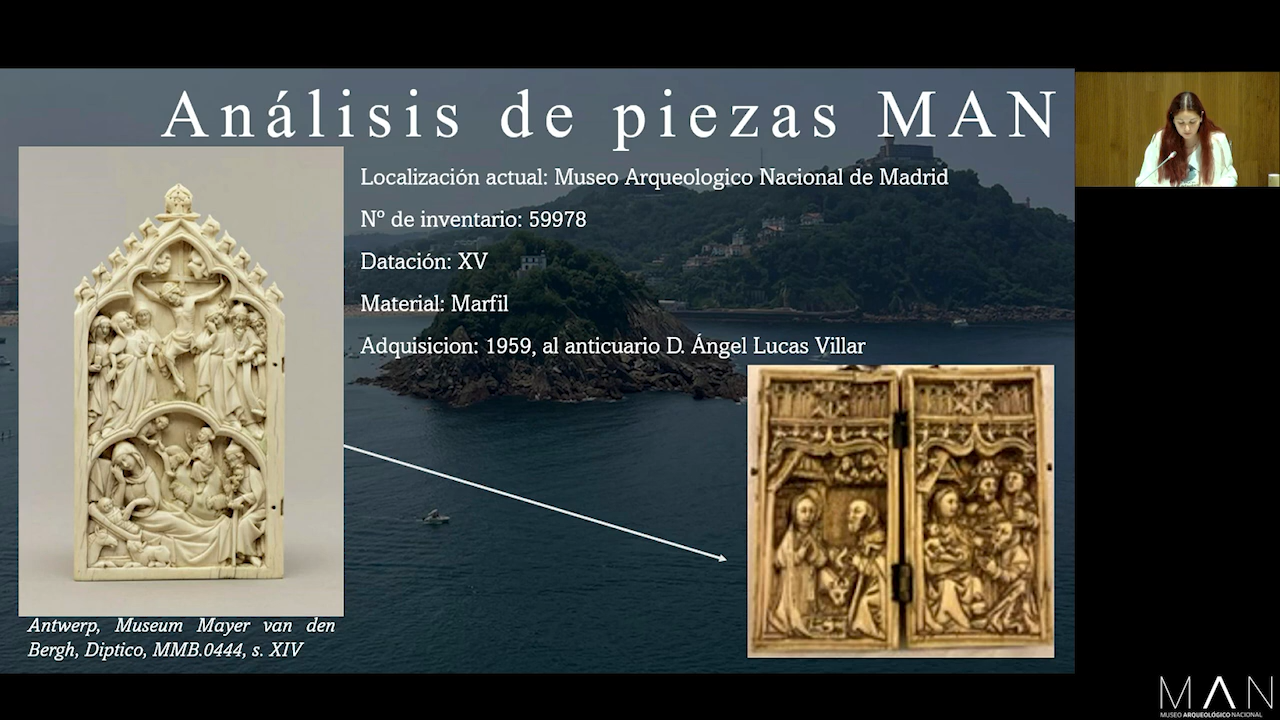 Análisis de piezas MAN
Localización actual: Museo Arqueologico Nacional de Madrid
Nº de inventario: 59978
Datación: XV
Material: Marfil
Adquisicion: 1959, al anticuario D. Ángel Lucas Villar
Antwerp, Museum Mayer van den
Bergh, Diptico, MMB.0444, s. XIV
MAN
MUSEO ARQUEOLÓGICO NACIONAL